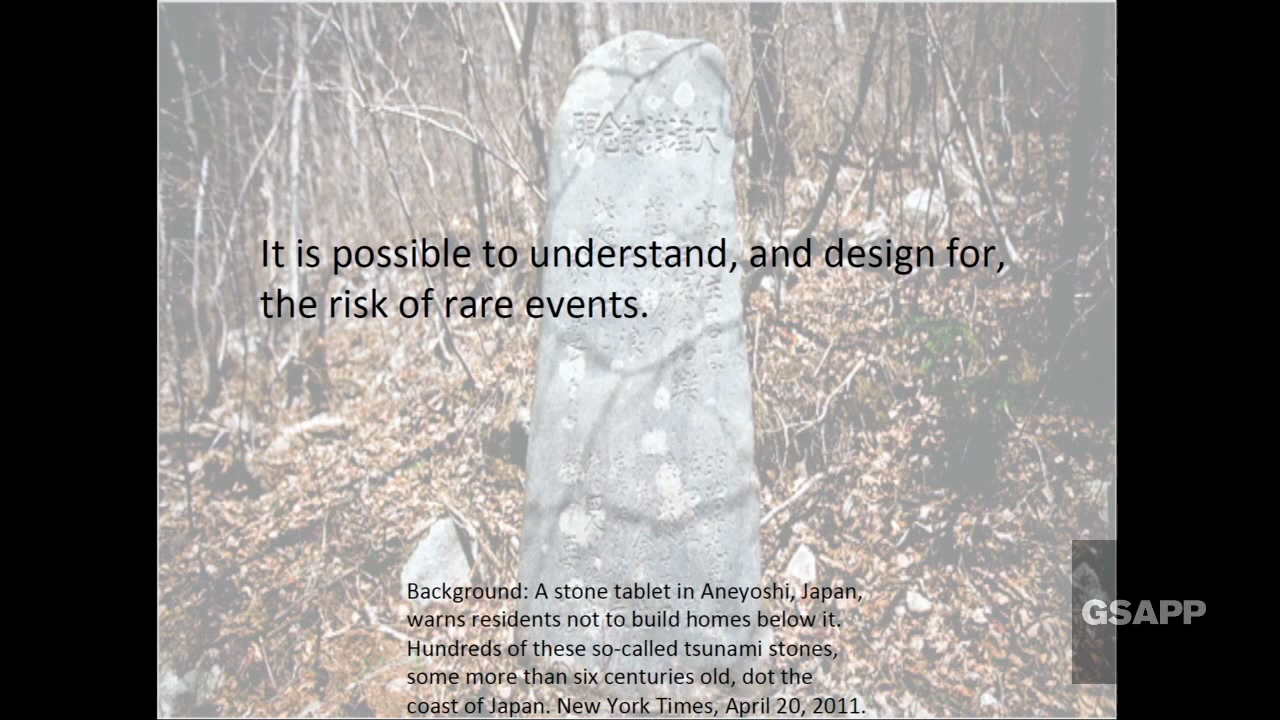 大津浪記念碑
It is possible to understand, and design for,
the risk of rare events.
Background: A stone tablet in Aneyoshi, Japan,
warns residents not to build homes below it.
Hundreds of these so-called tsunami stones,
some more than six centuries old, dot the
coast of Japan. New York Times, April 20, 2011.
GSAPP